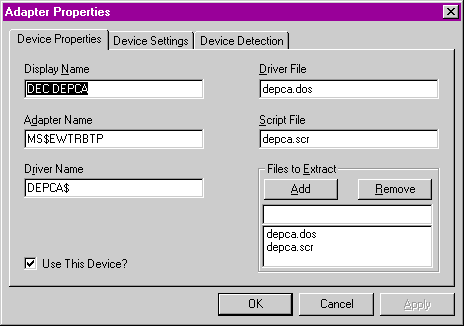 Adapter Properties
Device Properties
Device Settings
Device Detection
Display Name
DEC DEPCA
Driver File
depca.dos
Adapter Name
MS$EWTRBTP
Script File
depca.scr
Driver Name
DEPCA$
Files to Extract
Add
Remove
depca.dos
depca.scr
Use This Device?
OK
Cancel
Apply